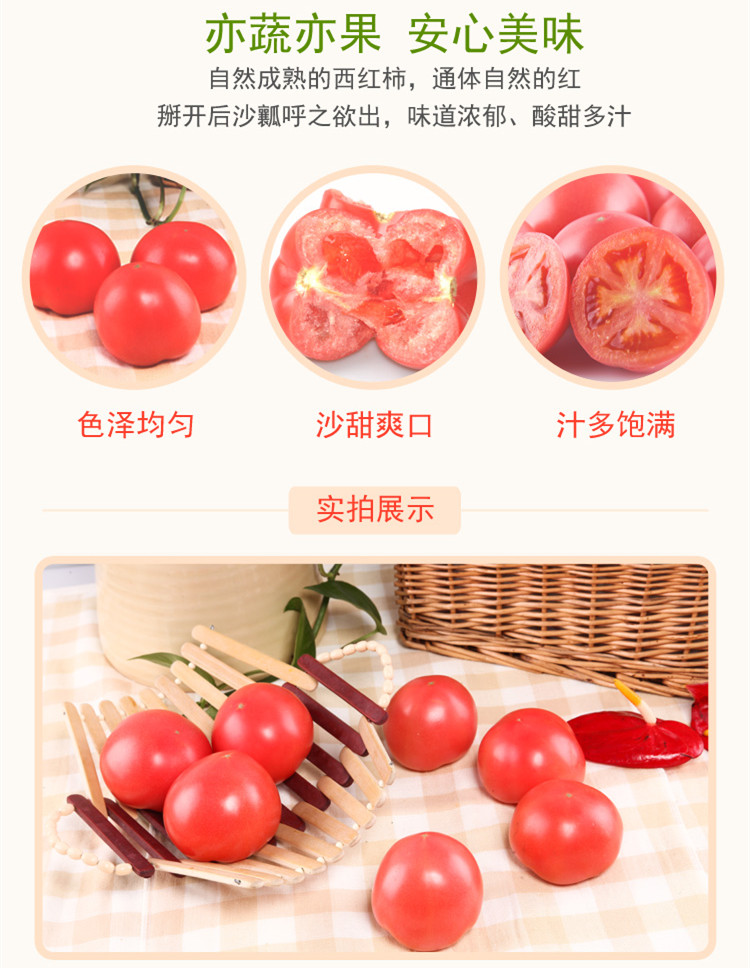 亦蔬亦果 安心美味
自然成熟的西红柿，通体自然的红
掰开后沙瓤呼之欲出，味道浓郁、酸甜多汁
色泽均匀 沙甜爽口 汁多饱满
实拍展示